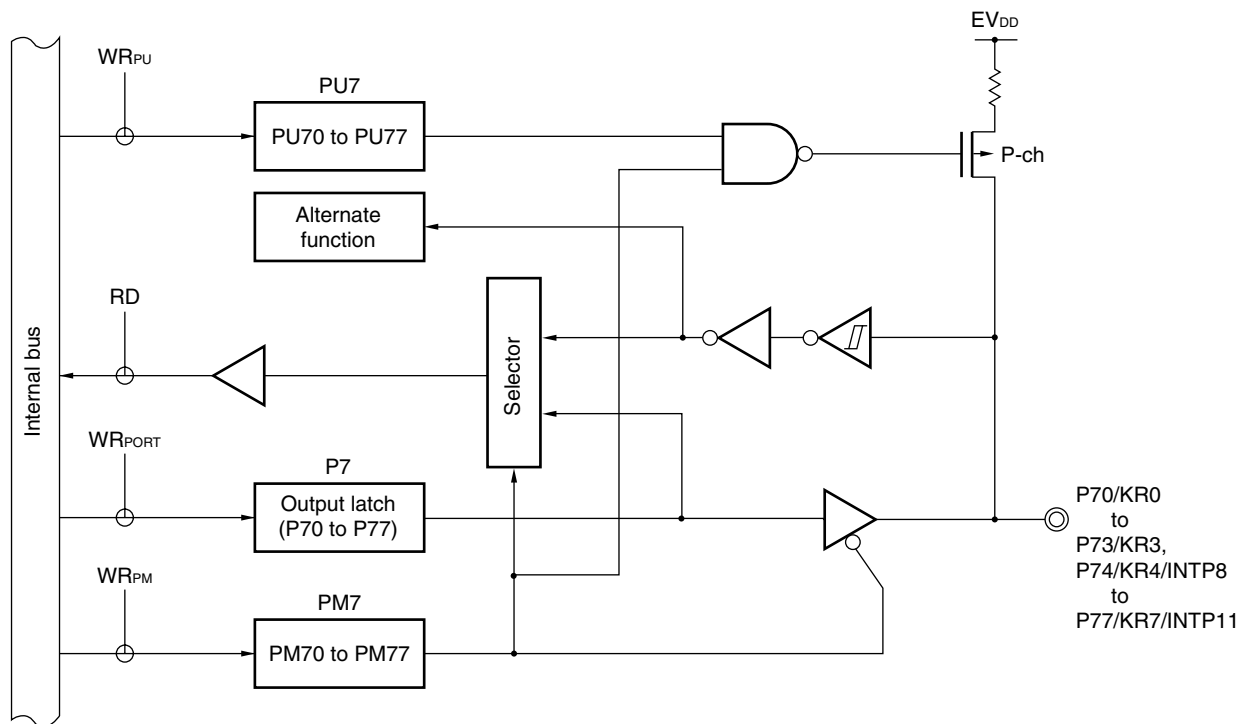 EVDD
WRPU
PU7
PU70 to PU77
P-ch
Alternate
function
RD
Selector
Internal bus
WRPORT
P7
Output latch
(P70 to P77)
P70/KR0
to
P73/KR3,
P74/KR4/INTP8
to
P77/KR7/INTP11
WRPM
PM7
PM70 to PM77